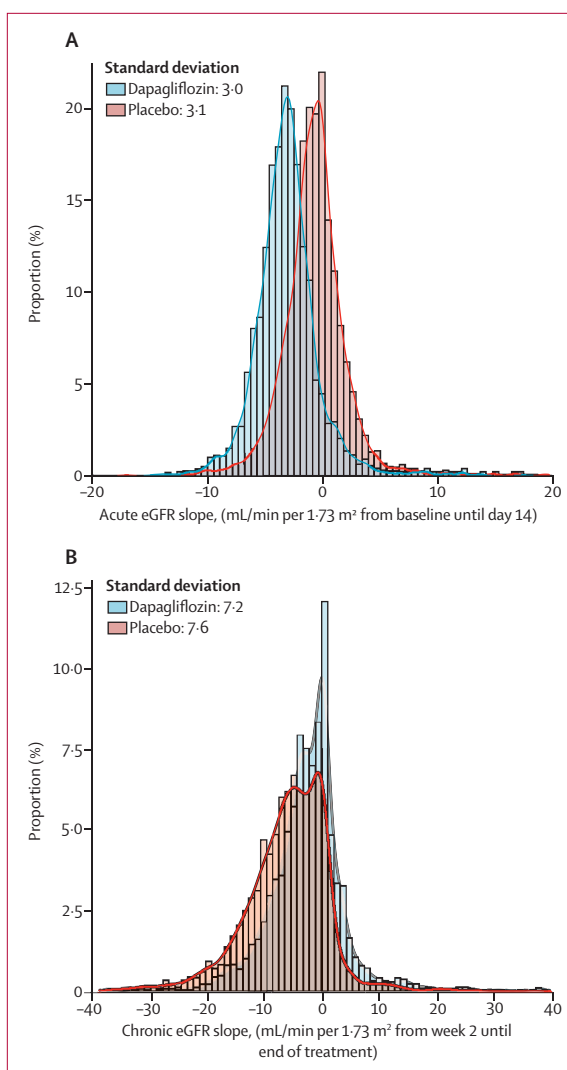 A
Standard deviation
Dapagliflozin: 3·0
Placebo: 3·1
20
15
10
5
0
Proportion (%)
–20
–10
0
10
20
Acute eGFR slope, (mL/min per 1·73 m² from baseline until day 14)
B
Standard deviation
Dapagliflozin: 7·2
Placebo: 7·6
12·5
10·0
7·5
5·0
2·5
0
Proportion (%)
–40
–30
–20
–10
0
10
20
30
40
Chronic eGFR slope, (mL/min per 1·73 m² from week 2 until
end of treatment)